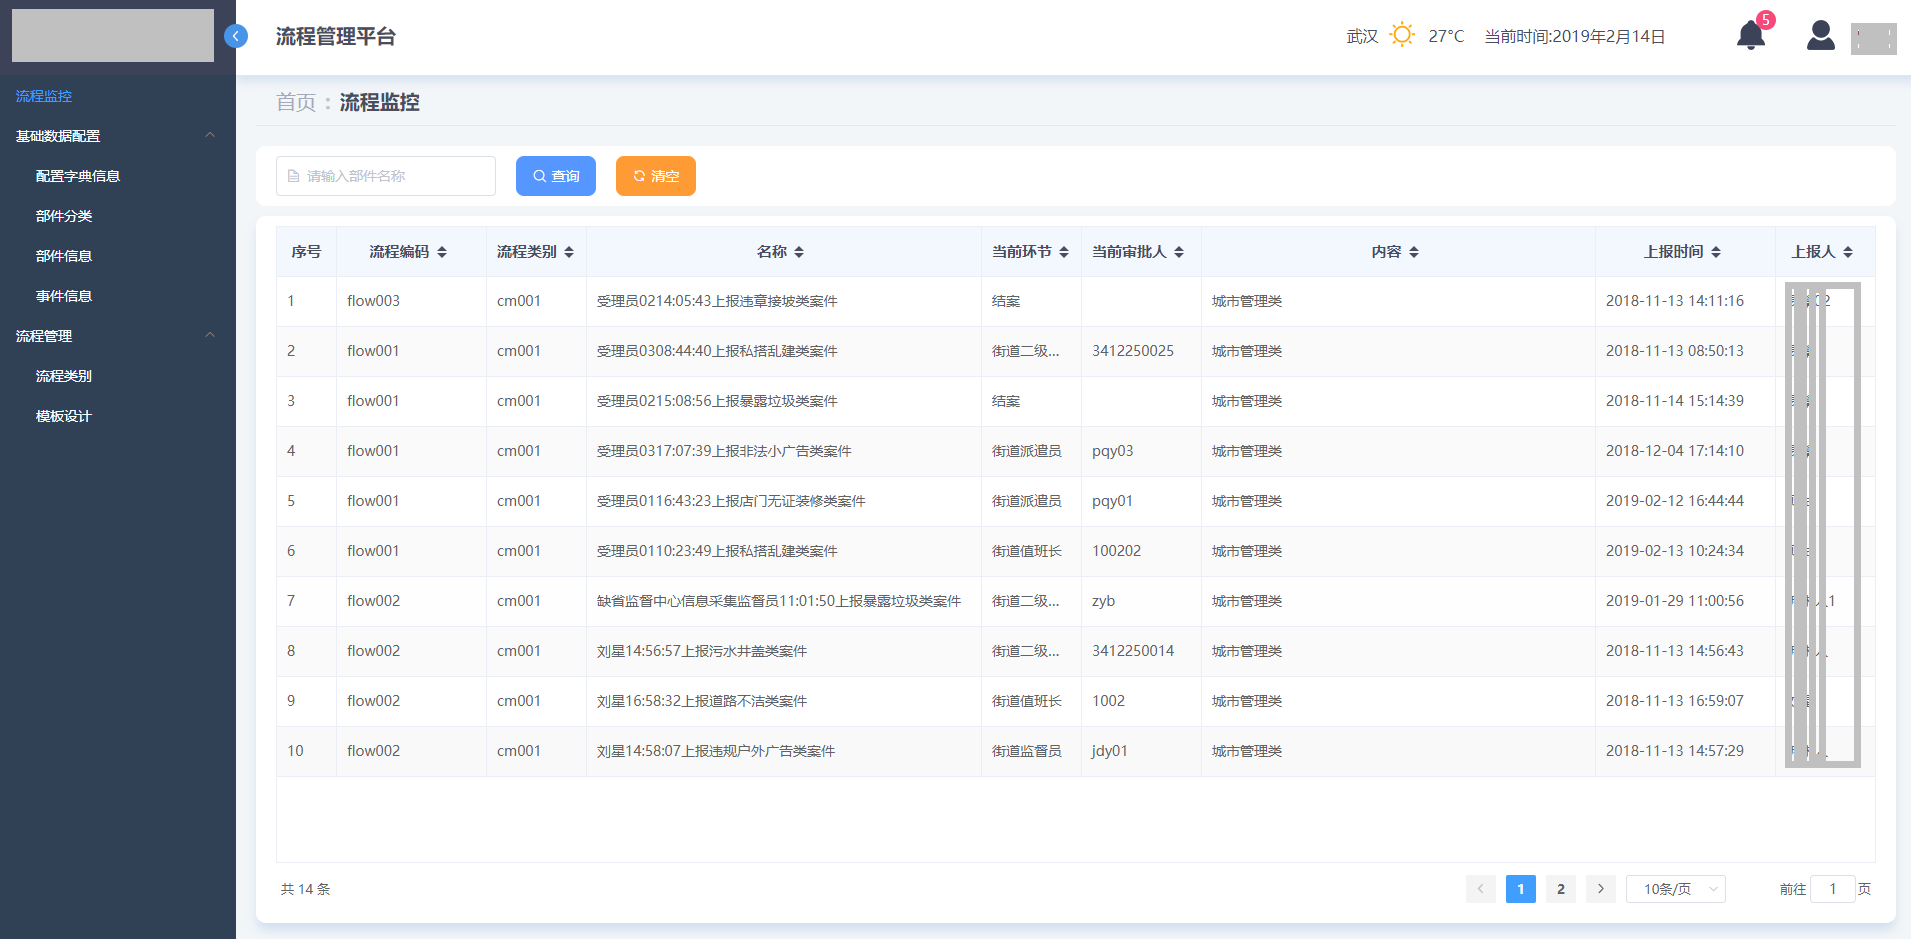 流程管理平台
武汉 27°C 当前时间:2019年2月14日
5
流程监控
基础数据配置
配置字典信息
部件分类
部件信息
事件信息
流程管理
流程类别
模板设计
首页 : 流程监控
请输入部件名称 查询 清空
序号 流程编码 流程类别 名称 当前环节 当前审批人 内容 上报时间 上报人
1 flow003 cm001 受理员0214:05:43上报违章接坡类案件 结案 城市管理类 2018-11-13 14:11:16
2 flow001 cm001 受理员0308:44:40上报私搭乱建类案件 街道二级... 3412250025 城市管理类 2018-11-13 08:50:13
3 flow001 cm001 受理员0215:08:56上报暴露垃圾类案件 结案 城市管理类 2018-11-14 15:14:39
4 flow001 cm001 受理员0317:07:39上报非法小广告类案件 街道派遣员 pqy03 城市管理类 2018-12-04 17:14:10
5 flow001 cm001 受理员0116:43:23上报店门无证装修类案件 街道派遣员 pqy01 城市管理类 2019-02-12 16:44:44
6 flow001 cm001 受理员0110:23:49上报私搭乱建类案件 街道值班长 100202 城市管理类 2019-02-13 10:24:34
7 flow002 cm001 缺省监督中心信息采集监督员11:01:50上报暴露垃圾类案件 街道二级... zyb 城市管理类 2019-01-29 11:00:56
8 flow002 cm001 刘星14:56:57上报污水井盖类案件 街道二级... 3412250014 城市管理类 2018-11-13 14:56:43
9 flow002 cm001 刘星16:58:32上报道路不洁类案件 街道值班长 1002 城市管理类 2018-11-13 16:59:07
10 flow002 cm001 刘星14:58:07上报违规户外广告类案件 街道监督员 jdy01 城市管理类 2018-11-13 14:57:29
共 14 条 1 2 10条/页 前往 1 页